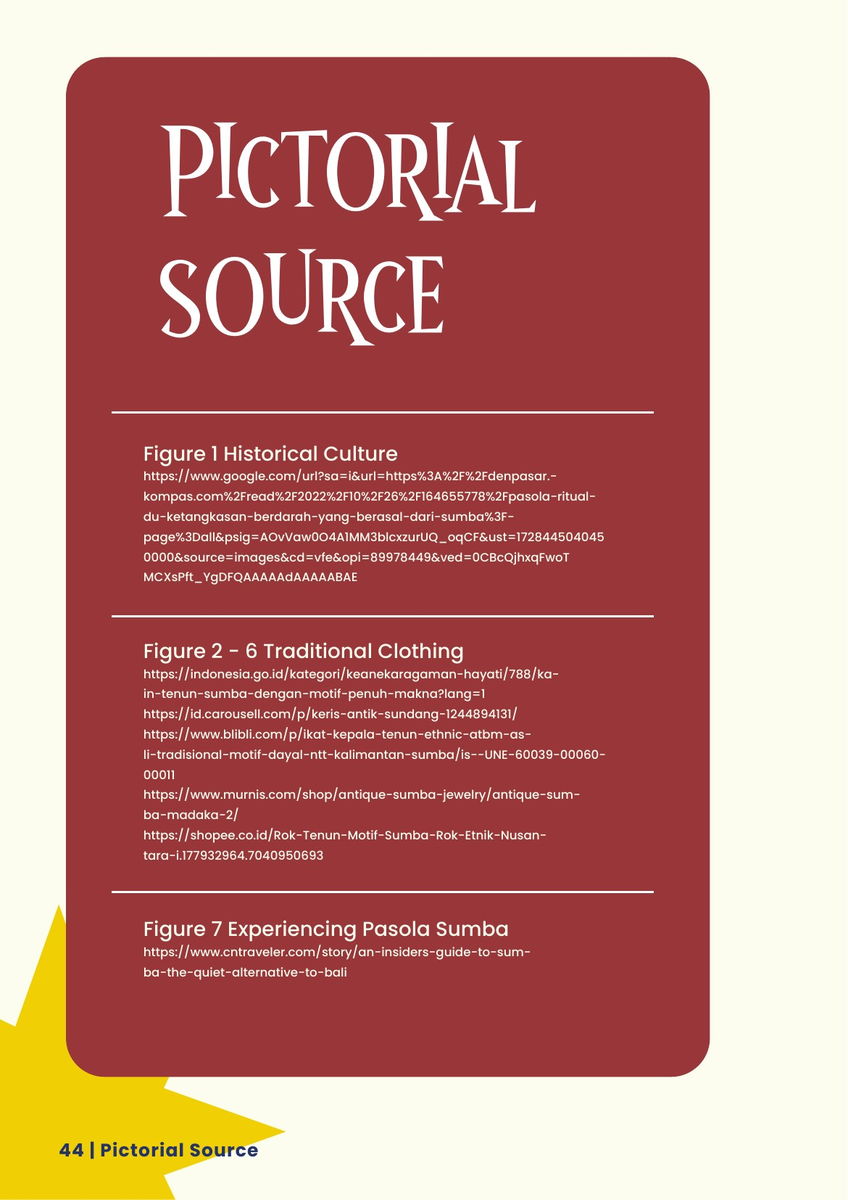 PICTORIAL
SOURCE
Figure 1 Historical Culture
https://www.google.com/url?sa=i&url=https%3A%2F%2Fdenpasar.-
kompas.com%2Fread%2F2022%2F10%2F26%2F164655778%2Fpasola-ritual-
du-ketangkasan-berdarah-yang-berasal-dari-sumba%3F-
page%3Dall&psig=AOvVaw0O4A1MM3blcxzurUQ_oqCF&ust=172844504045
0000&source=images&cd=vfe&opi=89978449&ved=0CBcQjhxqFwoT
MCXsPft_YgDFQAAAAAdAAAAABAE
Figure 2 - 6 Traditional Clothing
https://indonesia.go.id/kategori/keanekaragaman-hayati/788/ka-
in-tenun-sumba-dengan-motif-penuh-makna?lang=1
https://id.carousell.com/p/keris-antik-sundang-1244894131/
https://www.blibli.com/p/ikat-kepala-tenun-ethnic-atbm-as-
li-tradisional-motif-dayal-ntt-kalimantan-sumba/is--UNE-60039-00060-
00011
https://www.murnis.com/shop/antique-sumba-jewelry/antique-sum-
ba-madaka-2/
https://shopee.co.id/Rok-Tenun-Motif-Sumba-Rok-Etnik-Nusan-
tara-i.177932964.7040950693
Figure 7 Experiencing Pasola Sumba
https://www.cntraveler.com/story/an-insiders-guide-to-sum-
ba-the-quiet-alternative-to-bali
44 | Pictorial Source